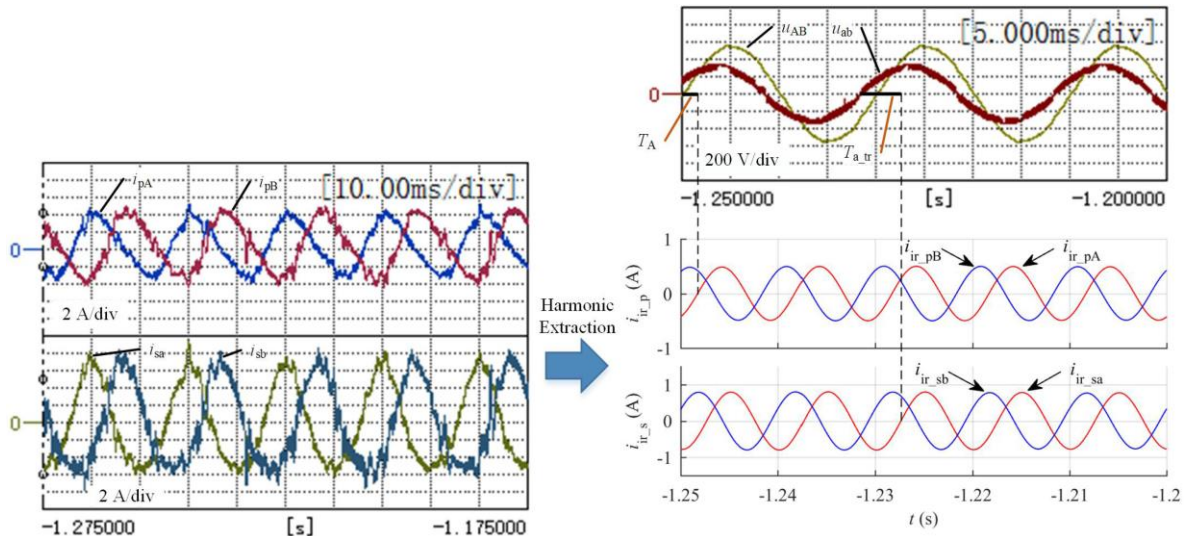 i_pA
i_pB
[10.00ms/div]
0
2 A/div
i_sa
i_sb
0
2 A/div
-1.275000
[s]
-1.175000
Harmonic
Extraction
u_AB
u_ab
[5.000ms/div]
0
T_A
200 V/div
T_a_tr
-1.250000
[s]
-1.200000
i_ir_pB
i_ir_pA
i_ir_p (A)
1
0
-1
i_ir_sb
i_ir_sa
i_ir_s (A)
1
0
-1
-1.25
-1.24
-1.23
-1.22
-1.21
-1.2
t (s)